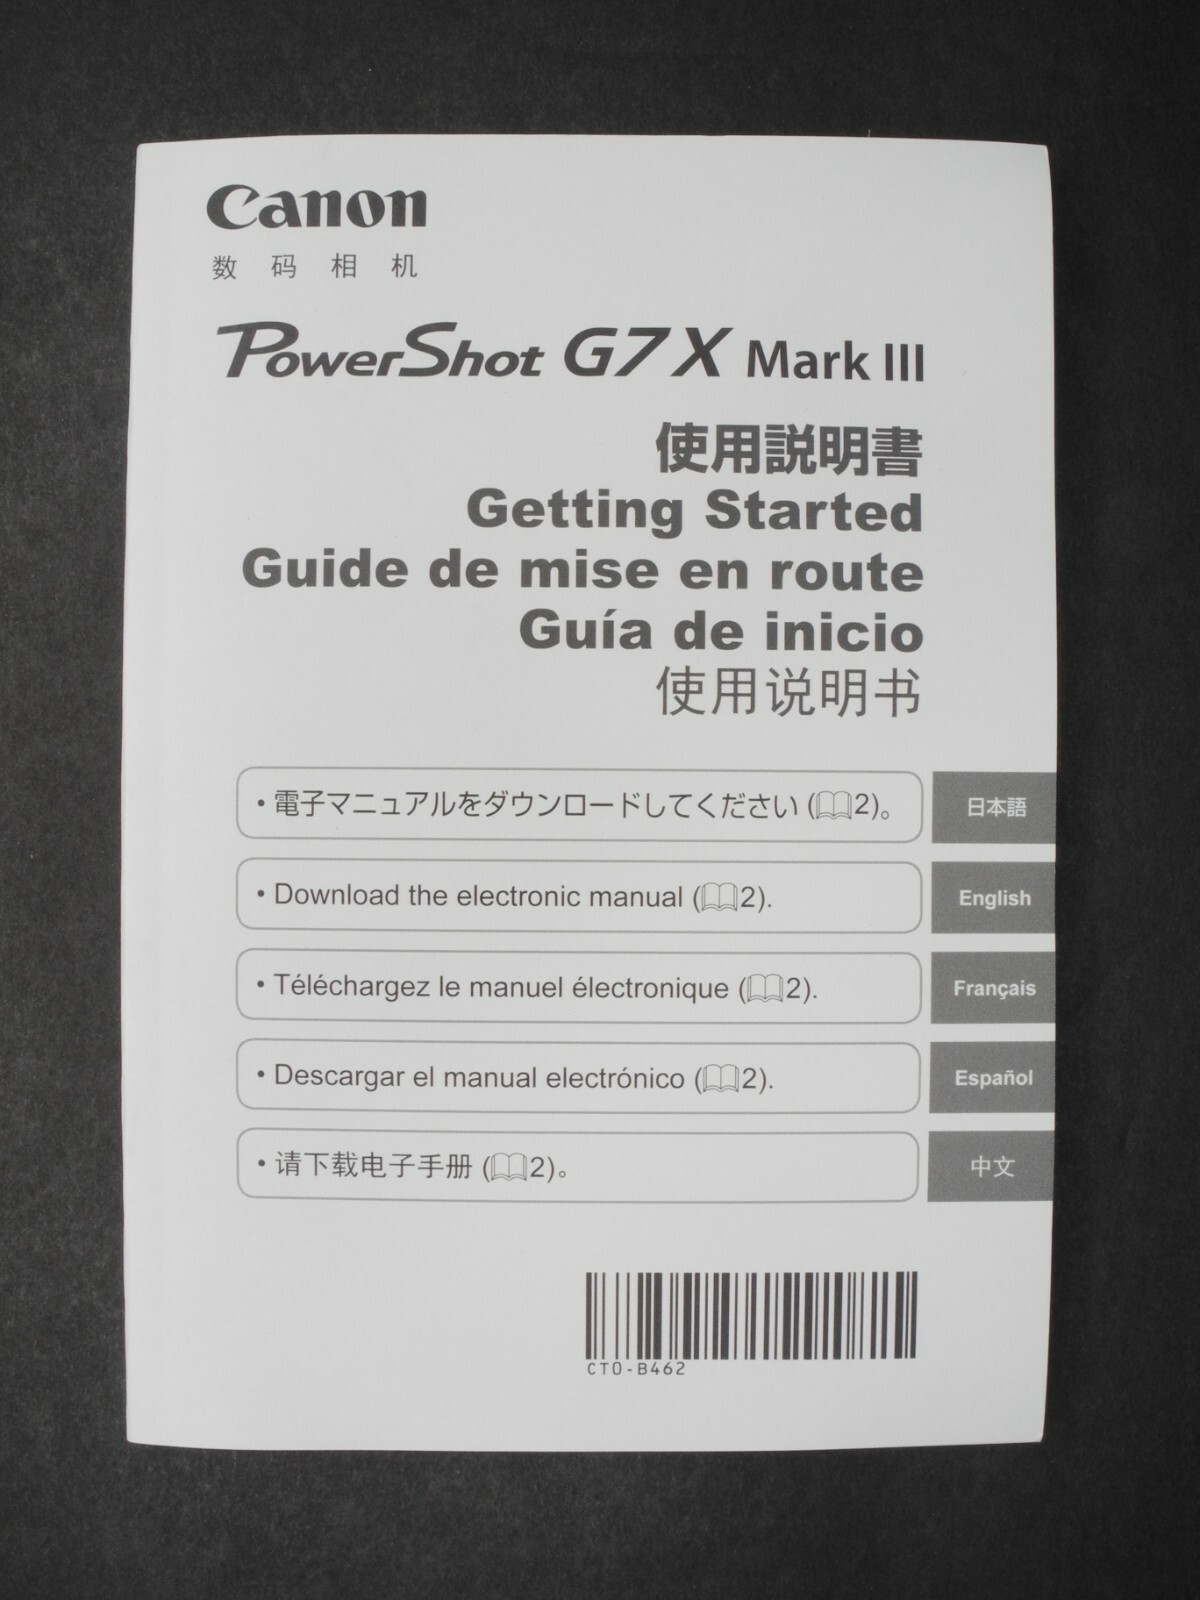 Canon
数码相机
PowerShot G7 X Mark III
使用説明書
Getting Started
Guide de mise en route
Guía de inicio
使用说明书
• 電子マニュアルをダウンロードしてください (📖2)。 日本語
• Download the electronic manual (📖2). English
• Téléchargez le manuel électronique (📖2). Français
• Descargar el manual electrónico (📖2). Español
• 请下载电子手册 (📖2)。 中文
CT0-B462